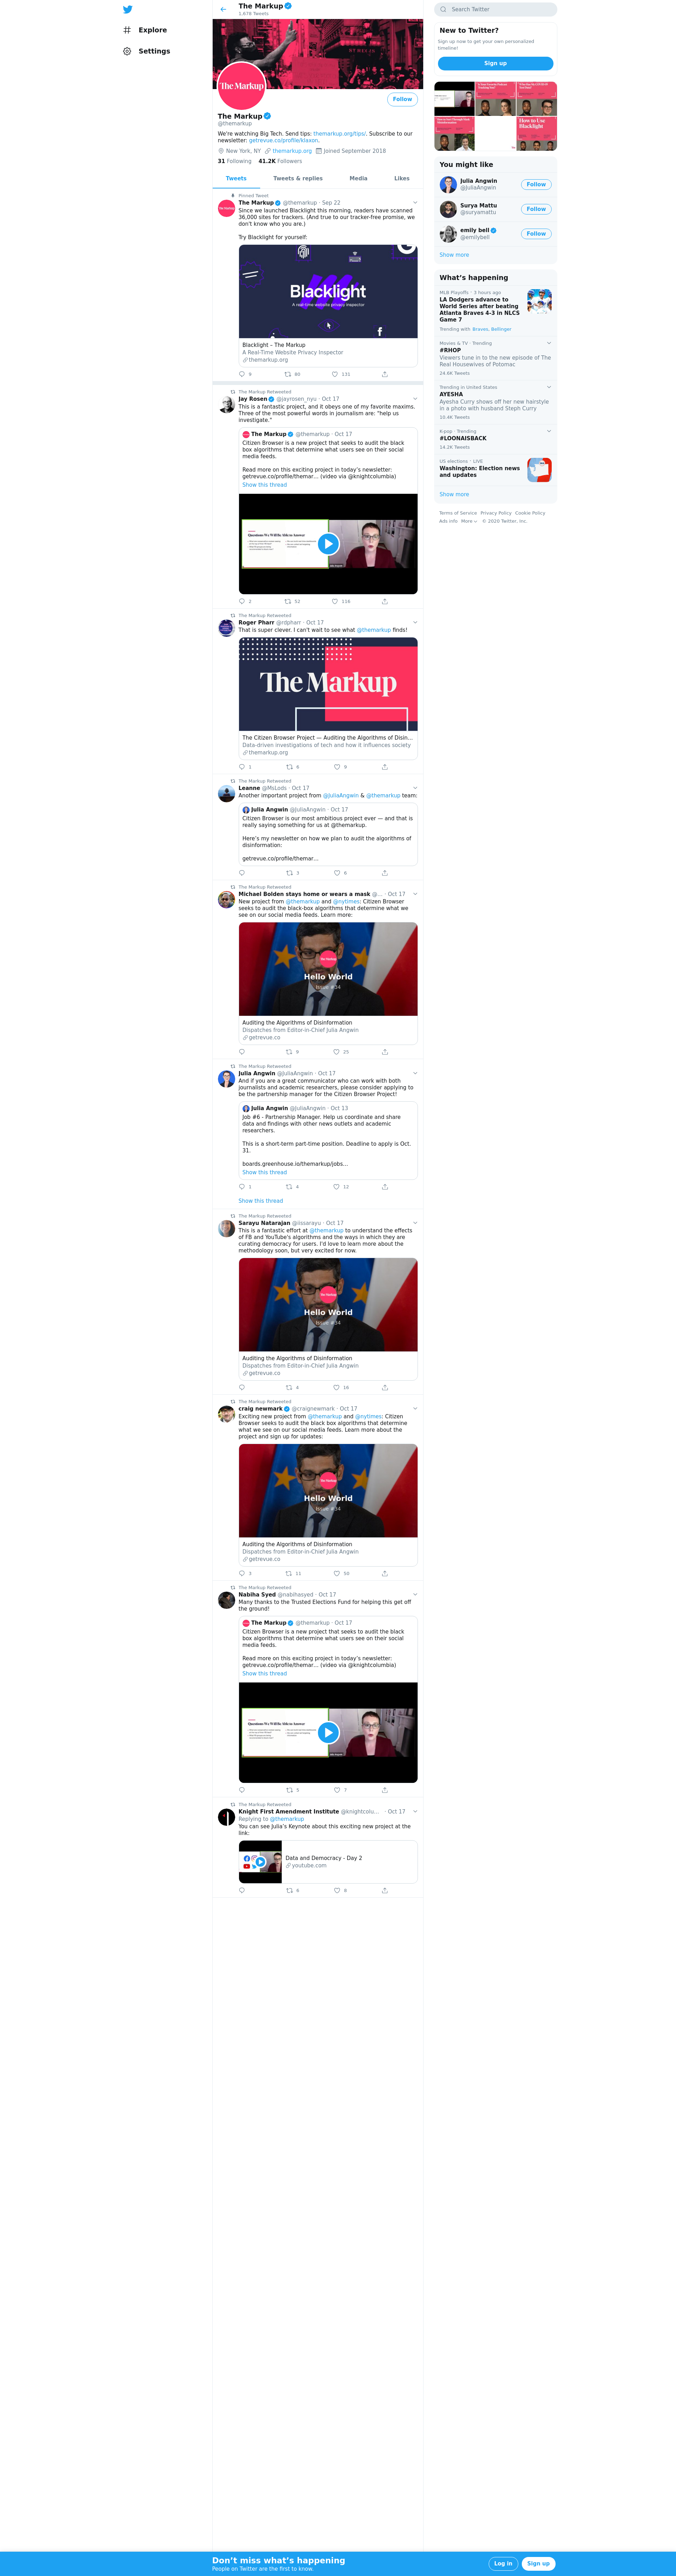 Explore
Settings
The Markup
1,678 Tweets
The Markup
Follow
The Markup
@themarkup
We're watching Big Tech. Send tips: themarkup.org/tips/. Subscribe to our
newsletter: getrevue.co/profile/klaxon.
New York, NY themarkup.org Joined September 2018
31 Following 41.2K Followers
Tweets Tweets & replies Media Likes
Pinned Tweet
The Markup @themarkup · Sep 22
Since we launched Blacklight this morning, readers have scanned
36,000 sites for trackers. (And true to our tracker-free promise, we
don't know who you are.)
Try Blacklight for yourself:
Blacklight
A real-time website privacy inspector
Blacklight – The Markup
A Real-Time Website Privacy Inspector
themarkup.org
9 80 131
The Markup Retweeted
Jay Rosen @jayrosen_nyu · Oct 17
This is a fantastic project, and it obeys one of my favorite maxims.
Three of the most powerful words in journalism are: "help us
investigate."
The Markup @themarkup · Oct 17
Citizen Browser is a new project that seeks to audit the black
box algorithms that determine what users see on their social
media feeds.
Read more on this exciting project in today's newsletter:
getrevue.co/profile/themar… (video via @knightcolumbia)
Show this thread
Questions We Will Be Able to Answer
2 52
The Markup Retweeted
Roger Pharr @rdpharr · Oct 17
That is super clever. I can't wait to see what @themarkup finds!
The Markup
The Citizen Browser Project — Auditing the Algorithms of Disin…
Data-driven investigations of tech and how it influences society
themarkup.org
1 6 9
The Markup Retweeted
Leanne @MsLods · Oct 17
Another important project from @JuliaAngwin & @themarkup team:
Julia Angwin @JuliaAngwin · Oct 17
Citizen Browser is our most ambitious project ever — and that is
really saying something for us at @themarkup.
Here's my newsletter on how we plan to audit the algorithms of
disinformation:
getrevue.co/profile/themar…
3 6
The Markup Retweeted
Michael Bolden stays home or wears a mask @… · Oct 17
New project from @themarkup and @nytimes: Citizen Browser
seeks to audit the black-box algorithms that determine what we
see on our social media feeds. Learn more:
The Markup
Hello World
Issue #34
Auditing the Algorithms of Disinformation
Dispatches from Editor-in-Chief Julia Angwin
getrevue.co
6 25
The Markup Retweeted
Julia Angwin @JuliaAngwin · Oct 17
And if you are a great communicator who can work with both
journalists and academic researchers, please consider applying to
be the partnership manager for the Citizen Browser Project!
Julia Angwin @JuliaAngwin · Oct 13
Job #6 - Partnership Manager. Help us coordinate and share
data and findings with other news outlets and academic
researchers.
This is a short-term part-time position. Deadline to apply is Oct.
31.
boards.greenhouse.io/themarkup/jobs…
Show this thread
1 4 12
Show this thread
The Markup Retweeted
Sarayu Natarajan @iissarayu · Oct 17
This is a fantastic effort at @themarkup to understand the effects
of FB and YouTube's algorithms and the ways in which they are
curating democracy for users. I'd love to learn more about the
methodology soon, but very excited for now.
The Markup
Hello World
Issue #34
Auditing the Algorithms of Disinformation
Dispatches from Editor-in-Chief Julia Angwin
getrevue.co
4 16
The Markup Retweeted
craig newmark @craignewmark · Oct 17
Exciting new project from @themarkup and @nytimes: Citizen
Browser seeks to audit the black box algorithms that determine
what we see on our social media feeds. Learn more about the
project and sign up for updates:
The Markup
Hello World
Issue #34
Auditing the Algorithms of Disinformation
Dispatches from Editor-in-Chief Julia Angwin
getrevue.co
3 11 50
The Markup Retweeted
Nabiha Syed @nabihasyed · Oct 17
Many thanks to the Trusted Elections Fund for helping this get off
the ground!
The Markup @themarkup · Oct 17
Citizen Browser is a new project that seeks to audit the black
box algorithms that determine what users see on their social
media feeds.
Read more on this exciting project in today's newsletter:
getrevue.co/profile/themar… (video via @knightcolumbia)
Show this thread
Questions We Will Be Able to Answer
5 7
The Markup Retweeted
Knight First Amendment Institute @knightcolu… · Oct 17
Replying to @themarkup
You can see Julia's Keynote about this exciting new project at the
link:
Data and Democracy - Day 2
youtube.com
6 6
Search Twitter
New to Twitter?
Sign up now to get your own personalized
timeline!
Sign up
How to Use
Blacklight
You might like
Julia Angwin
@JuliaAngwin
Follow
Surya Mattu
@suryamattu
Follow
emily bell
@emilybell
Follow
Show more
What's happening
MLB Playoffs · 3 hours ago
LA Dodgers advance to
World Series after beating
Atlanta Braves 4-3 in NLCS
Game 7
Trending with Braves, Bellinger
Movies & TV · Trending
#RHOP
Viewers tune in to the new episode of The
Real Housewives of Potomac
24.6K Tweets
Trending in United States
AYESHA
Ayesha Curry shows off her new hairstyle
in a photo with husband Steph Curry
10.4K Tweets
K-pop · Trending
#LOONAISBACK
14.2K Tweets
US elections · LIVE
Washington: Election news
and updates
Show more
Terms of Service Privacy Policy Cookie Policy
Ads info More © 2020 Twitter, Inc.
Don't miss what's happening
People on Twitter are the first to know.
Log in
Sign up